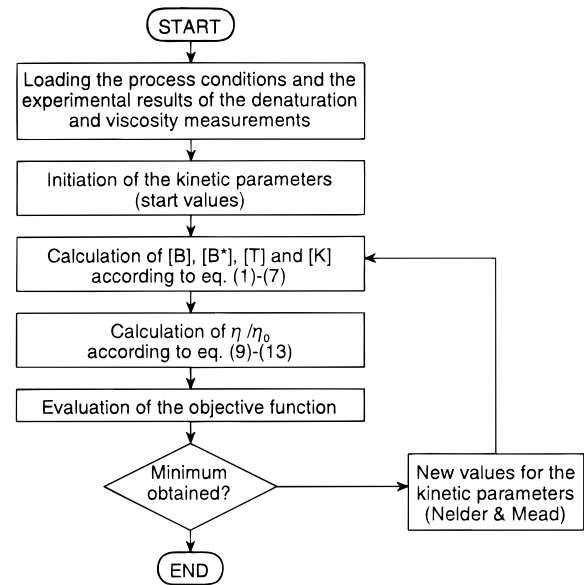 START
Loading the process conditions and the
experimental results of the denaturation
and viscosity measurements
Initiation of the kinetic parameters
(start values)
Calculation of [B], [B*], [T] and [K]
according to eq. (1)-(7)
Calculation of η /η₀
according to eq. (9)-(13)
Evaluation of the objective function
Minimum
obtained?
New values for the
kinetic parameters
(Nelder & Mead)
END